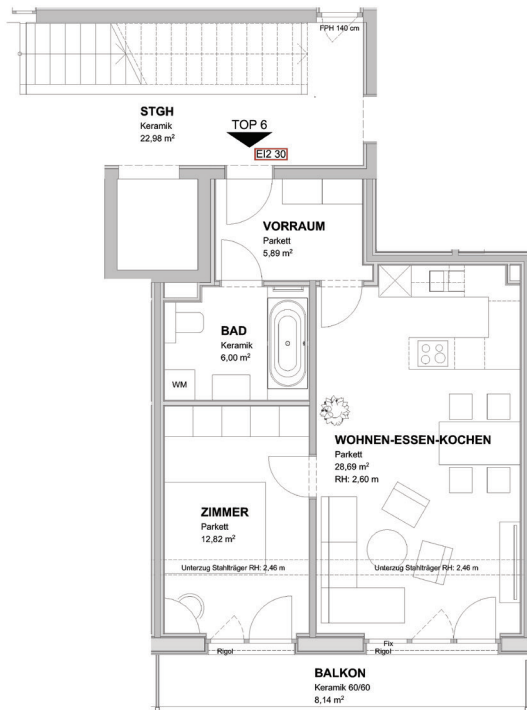 FPH 140 cm
STGH
Keramik
22,98 m²
TOP 6
EI2 30
VORRAUM
Parkett
5,89 m²
BAD
Keramik
6,00 m²
WM
WOHNEN-ESSEN-KOCHEN
Parkett
28,69 m²
RH: 2,60 m
ZIMMER
Parkett
12,82 m²
Unterzug Stahlträger RH: 2,46 m
Unterzug Stahlträger RH: 2,46 m
Rigol
Fix
Rigol
BALKON
Keramik 60/60
8,14 m²